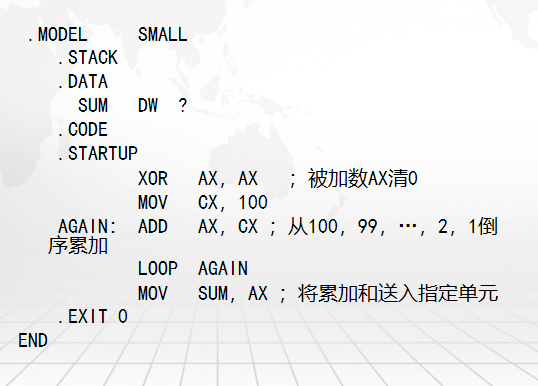 .MODEL SMALL
.STACK
.DATA
SUM DW ?
.CODE
.STARTUP
XOR AX, AX ；被加数AX清0
MOV CX, 100
AGAIN: ADD AX, CX ；从100, 99, …, 2, 1倒
序累加
LOOP AGAIN
MOV SUM, AX ；将累加和送入指定单元
.EXIT 0
END